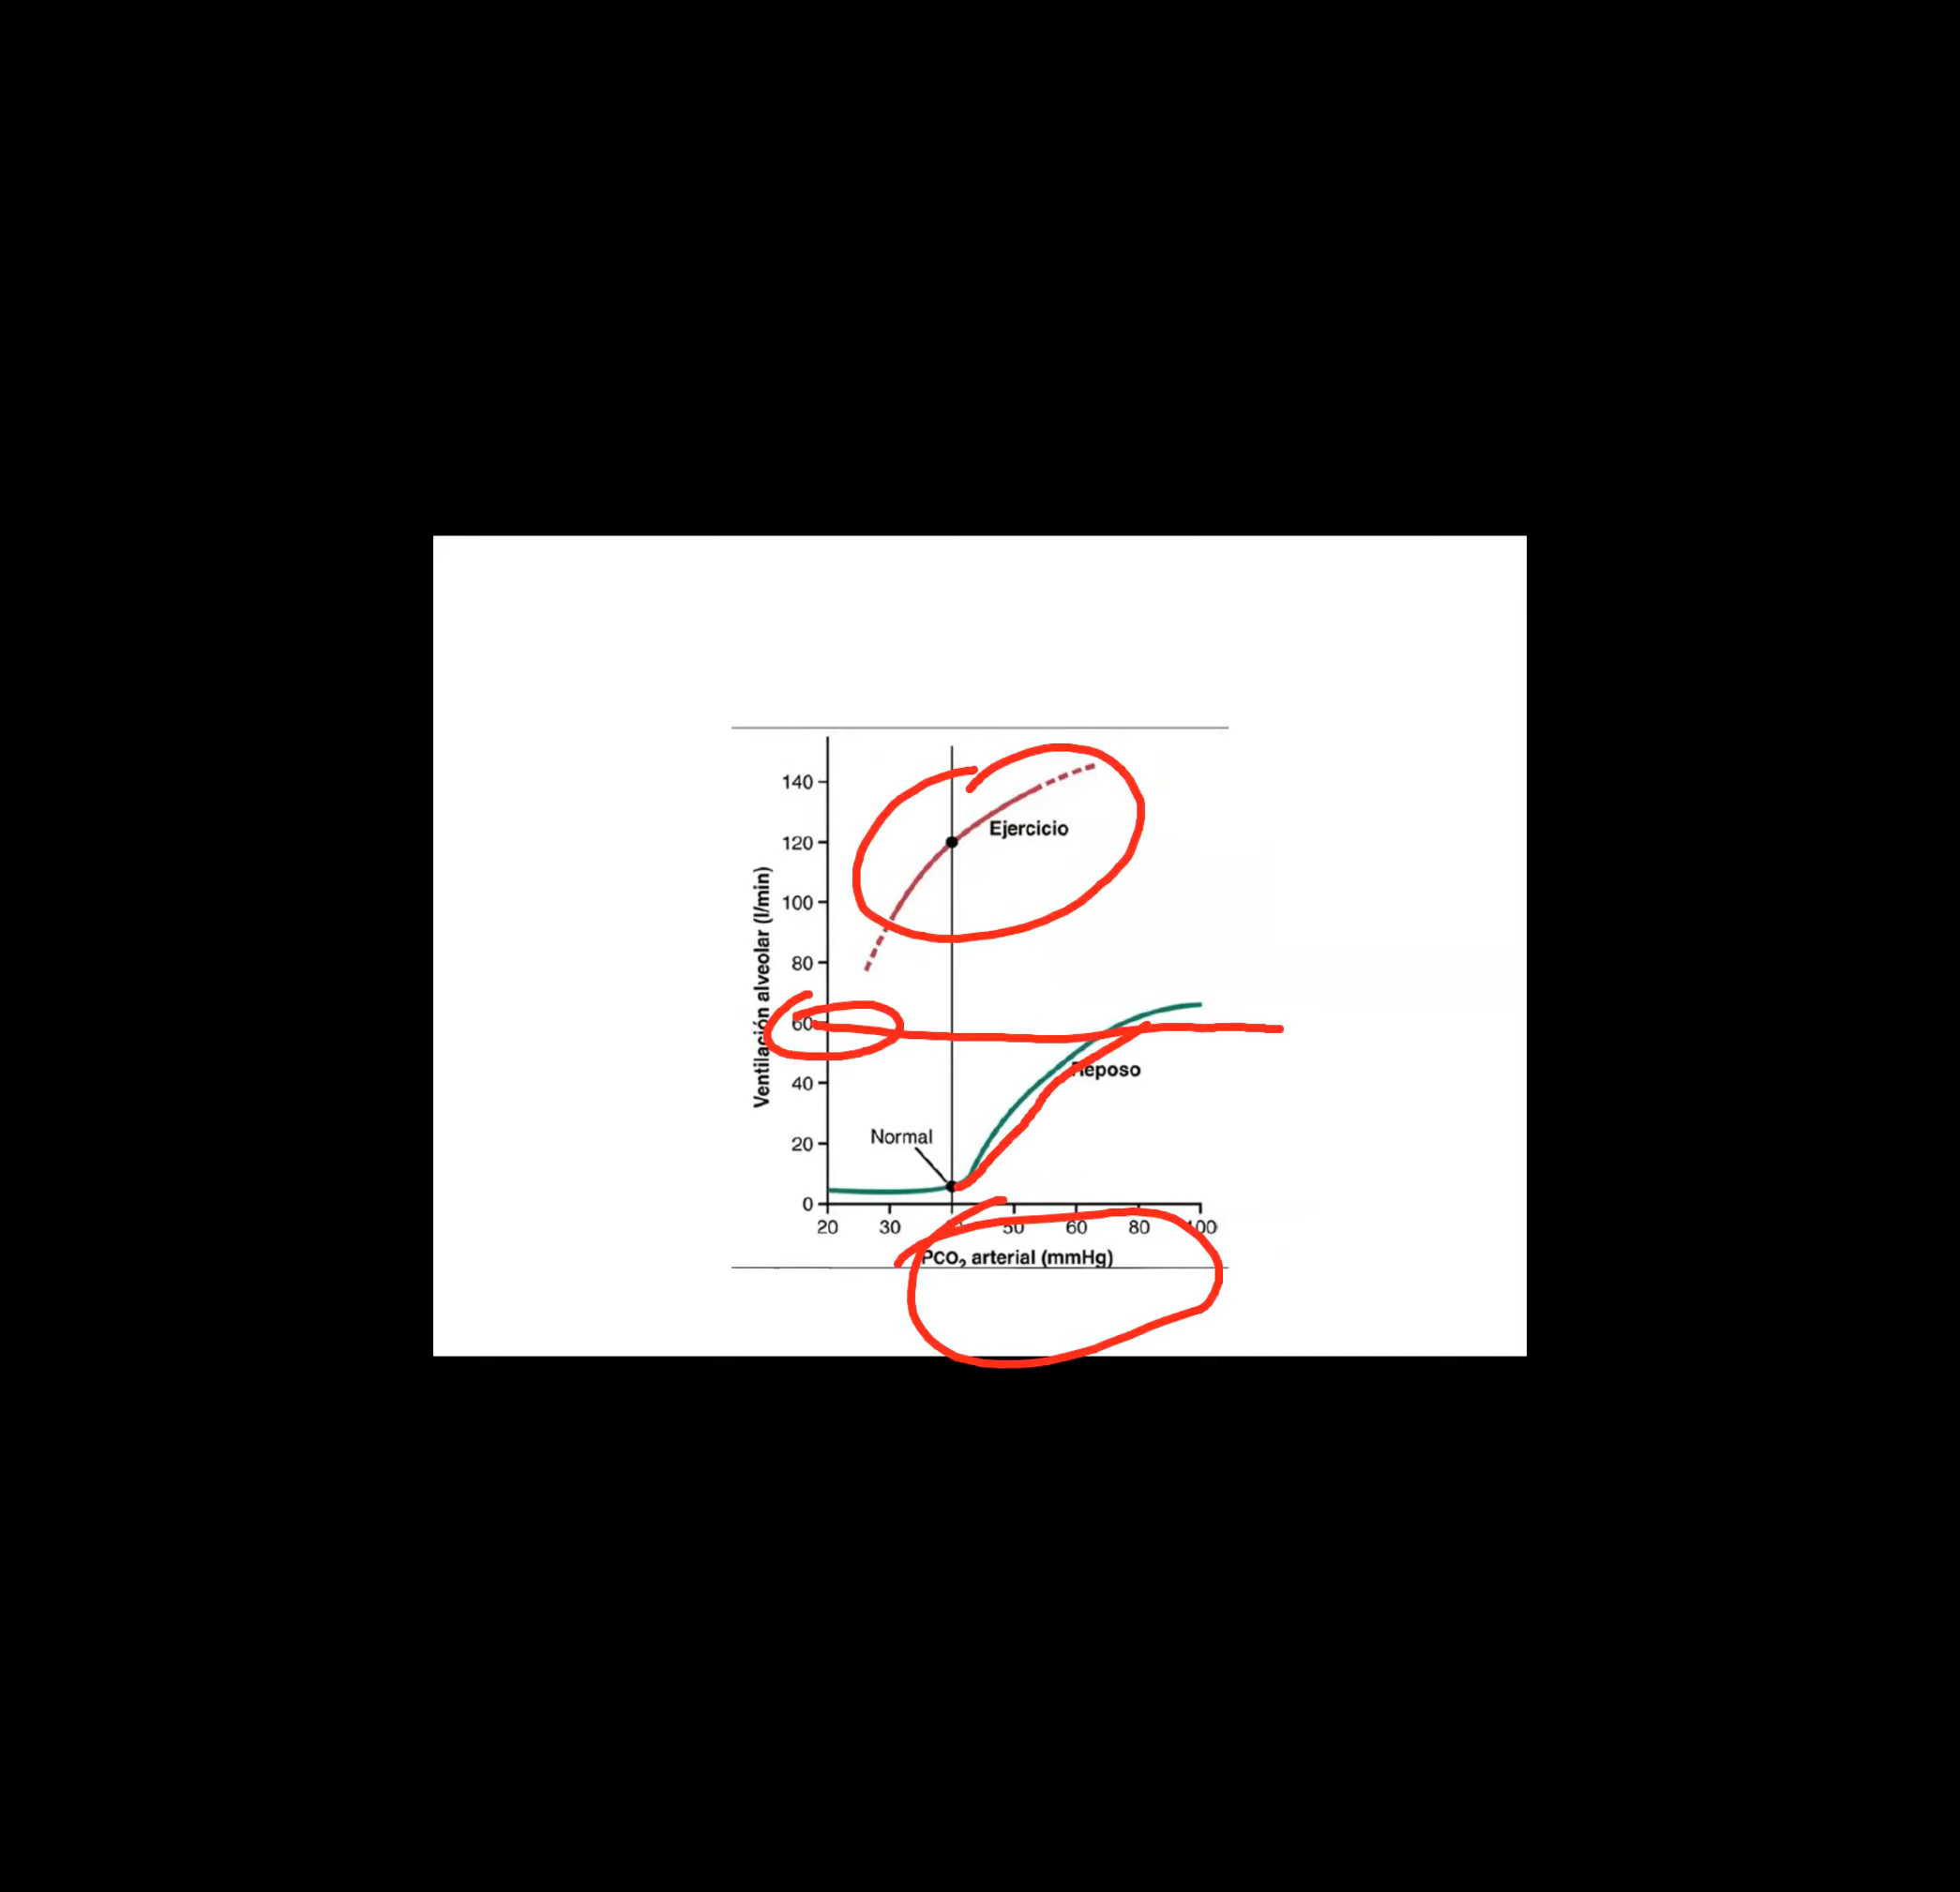 140
Ejercicio
120
100
Ventilación alveolar (l/min)
80
60
Reposo
40
Normal
20
0
20 30 50 60 80 100
PCO₂ arterial (mmHg)